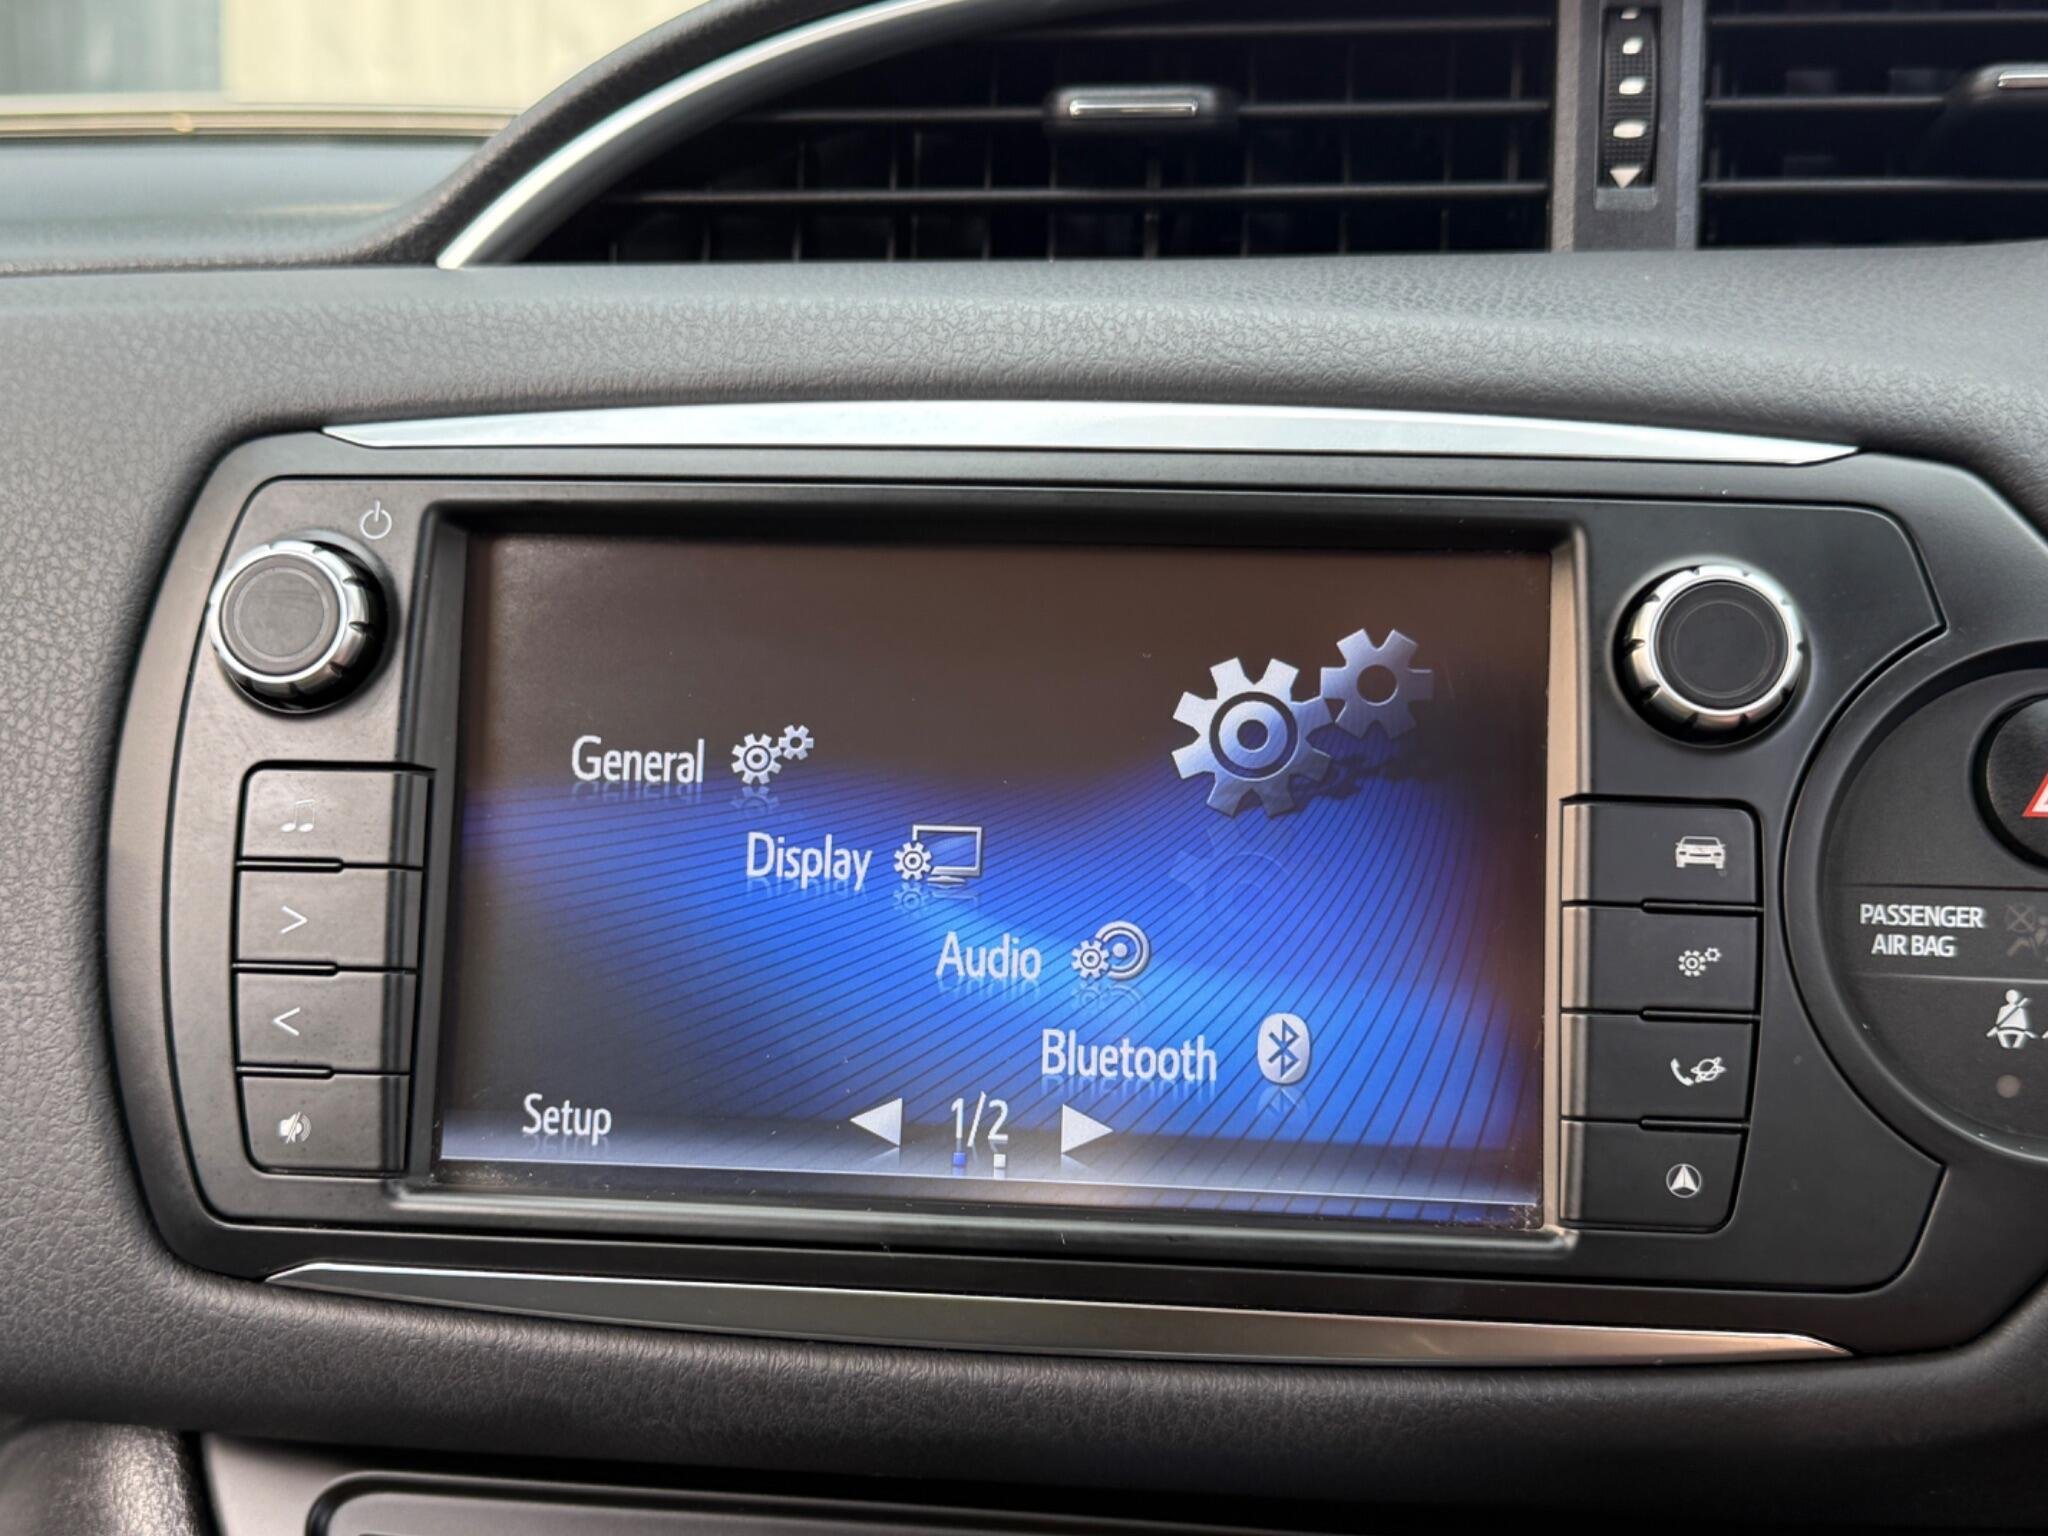 General
Display
Audio
Bluetooth
Setup
1/2
PASSENGER
AIR BAG